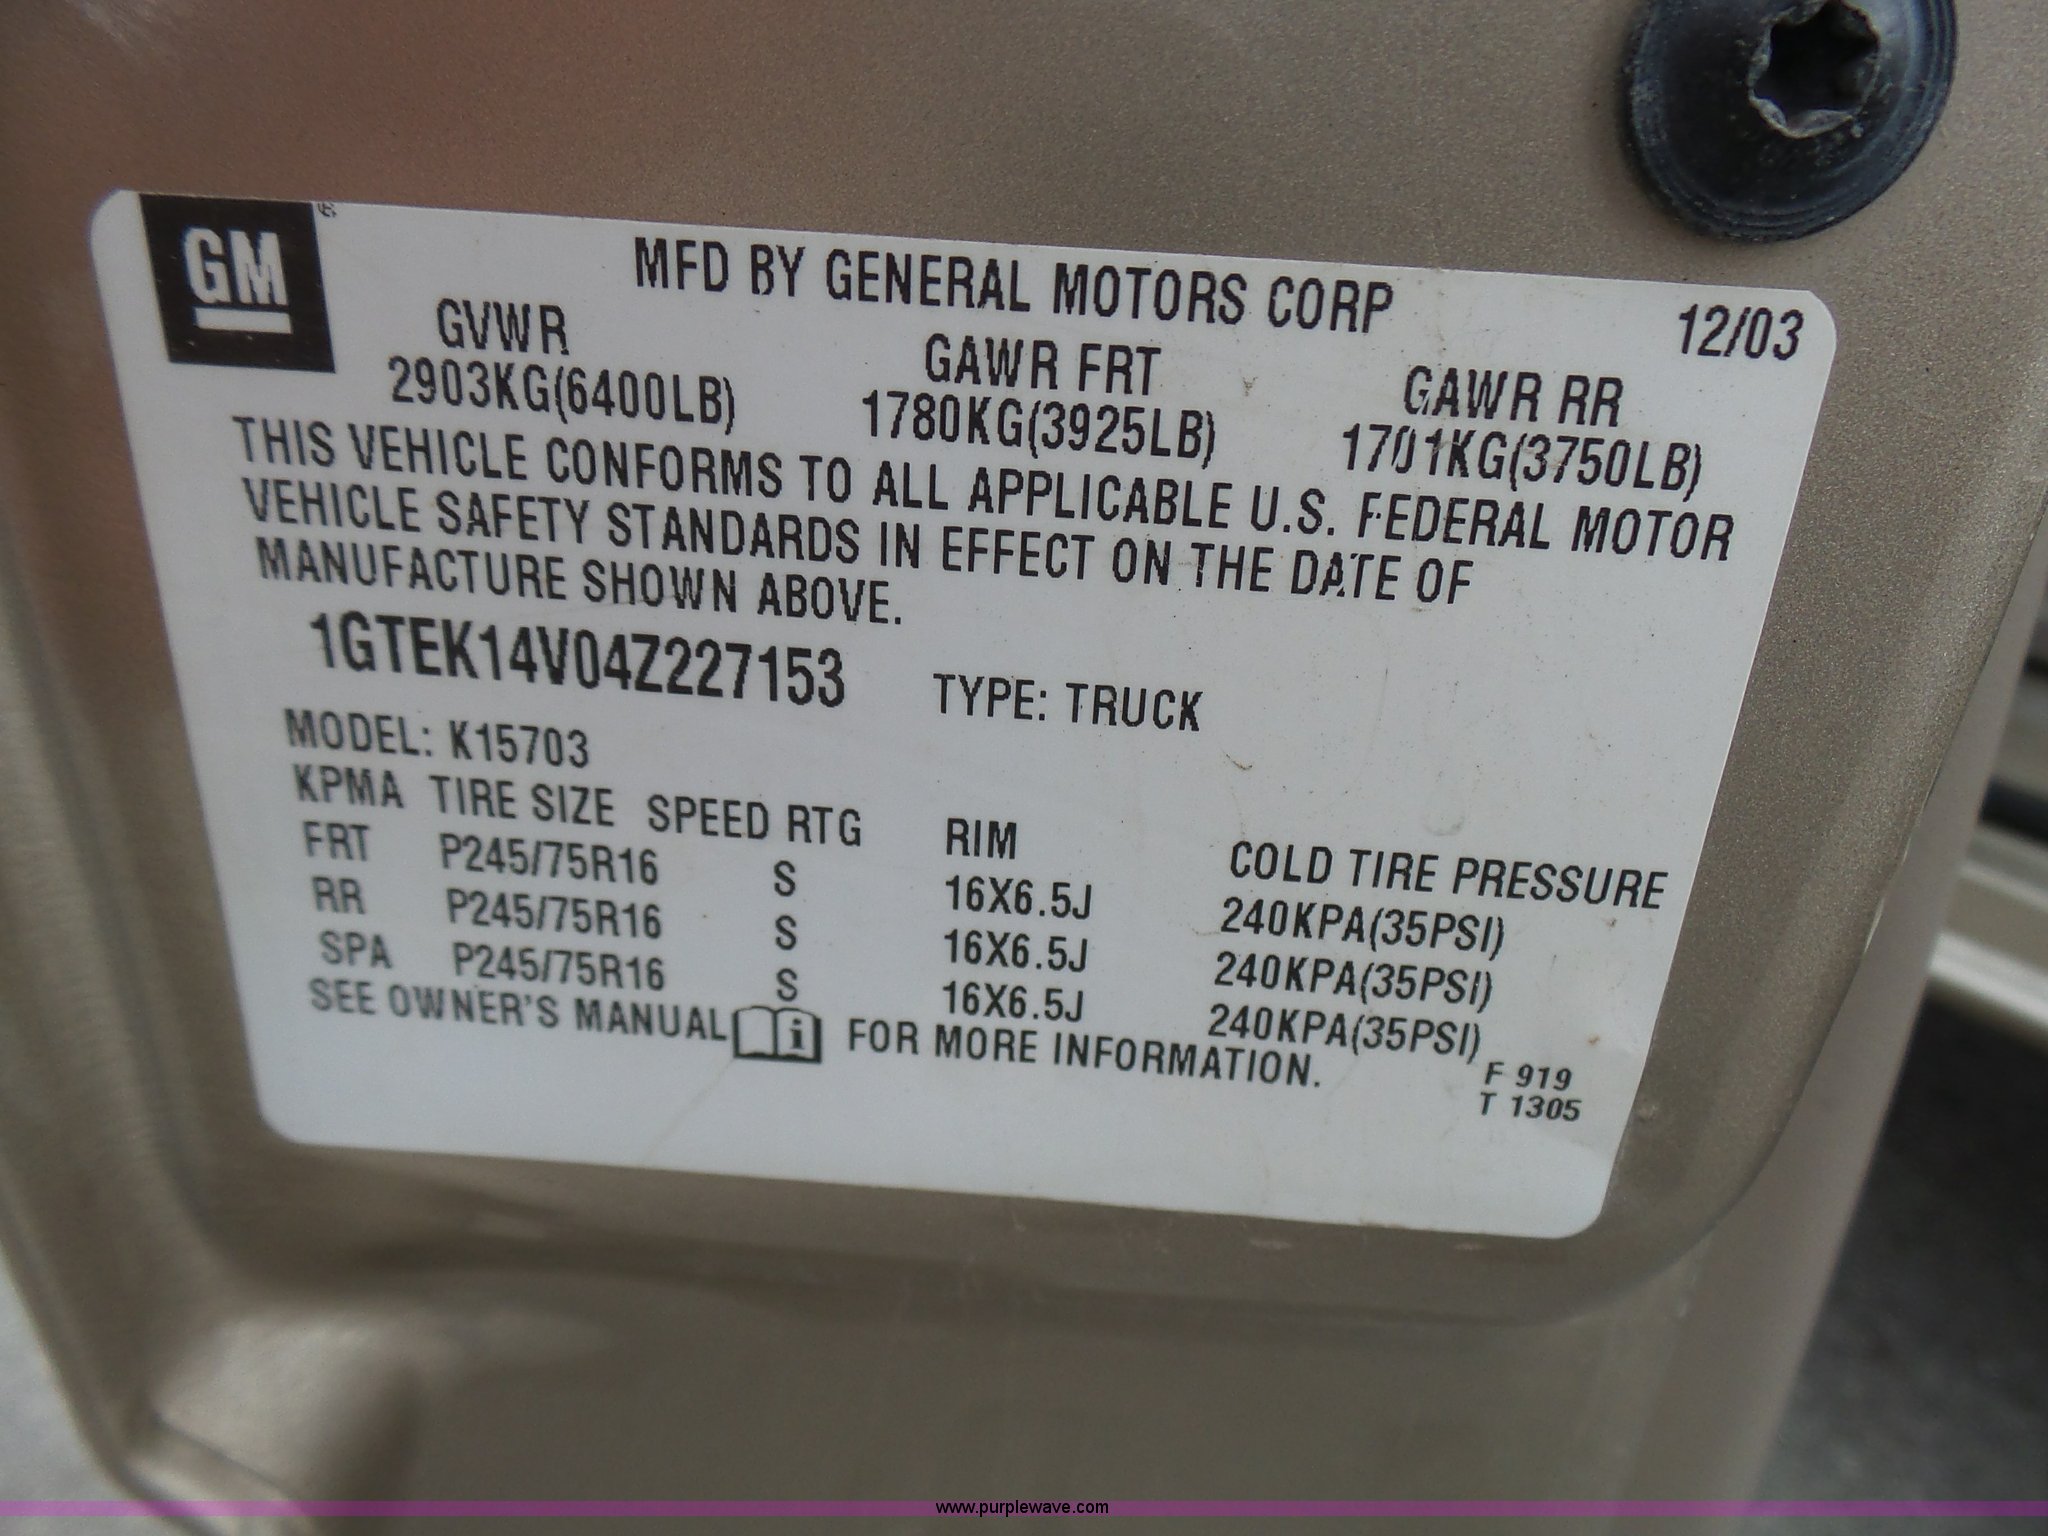 GM ®
MFD BY GENERAL MOTORS CORP 12/03
GVWR GAWR FRT GAWR RR
2903KG(6400LB) 1780KG(3925LB) 1701KG(3750LB)
THIS VEHICLE CONFORMS TO ALL APPLICABLE U.S. FEDERAL MOTOR
VEHICLE SAFETY STANDARDS IN EFFECT ON THE DATE OF
MANUFACTURE SHOWN ABOVE.
1GTEK14V04Z227153 TYPE: TRUCK
MODEL: K15703
KPMA TIRE SIZE SPEED RTG RIM COLD TIRE PRESSURE
FRT P245/75R16 S 16X6.5J 240KPA(35PSI)
RR P245/75R16 S 16X6.5J 240KPA(35PSI)
SPA P245/75R16 S 16X6.5J 240KPA(35PSI)
SEE OWNER'S MANUAL i FOR MORE INFORMATION.
F 919
T 1305
www.purplewave.com